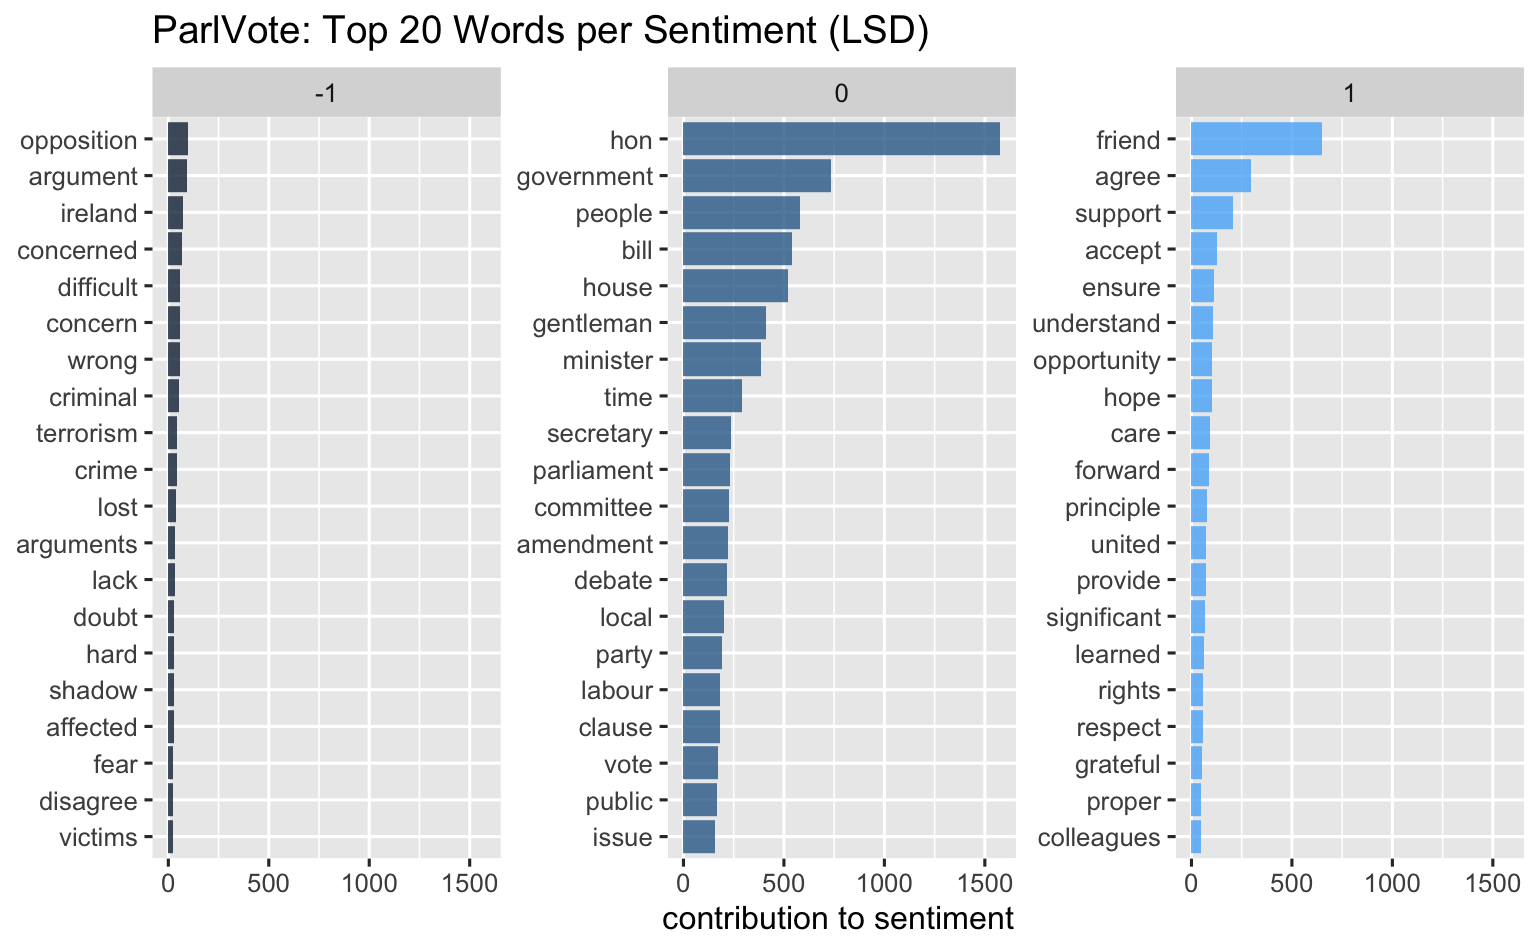 ParlVote: Top 20 Words per Sentiment (LSD)
-1
opposition
argument
ireland
concerned
difficult
concern
wrong
criminal
terrorism
crime
lost
arguments
lack
doubt
hard
shadow
affected
fear
disagree
victims
0 500 1000 1500
0
hon
government
people
bill
house
gentleman
minister
time
secretary
parliament
committee
amendment
debate
local
party
labour
clause
vote
public
issue
0 500 1000 1500
1
friend
agree
support
accept
ensure
understand
opportunity
hope
care
forward
principle
united
provide
significant
learned
rights
respect
grateful
proper
colleagues
0 500 1000 1500
contribution to sentiment